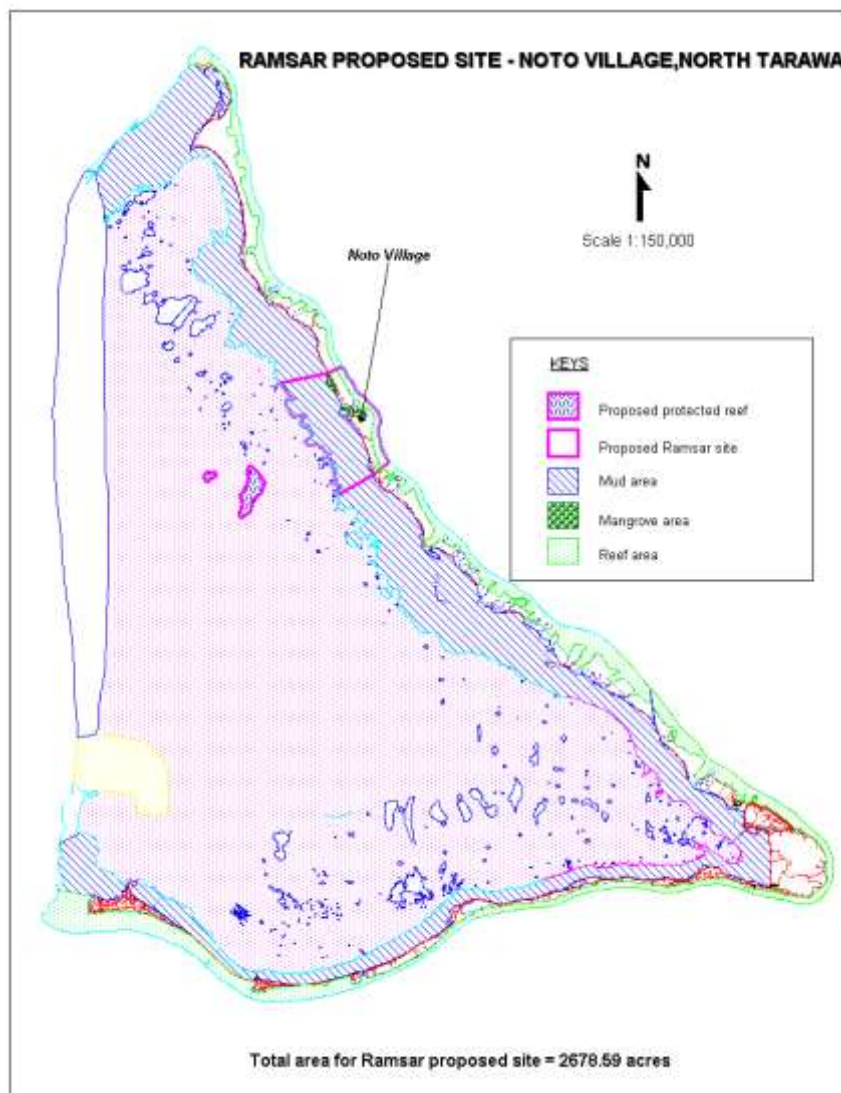 RAMSAR PROPOSED SITE - NOTO VILLAGE,NORTH TARAWA
N
Scale 1:150,000
Noto Village
KEYS
Proposed protected reef
Proposed Ramsar site
Mud area
Mangrove area
Reef area
Total area for Ramsar proposed site = 2678.59 acres